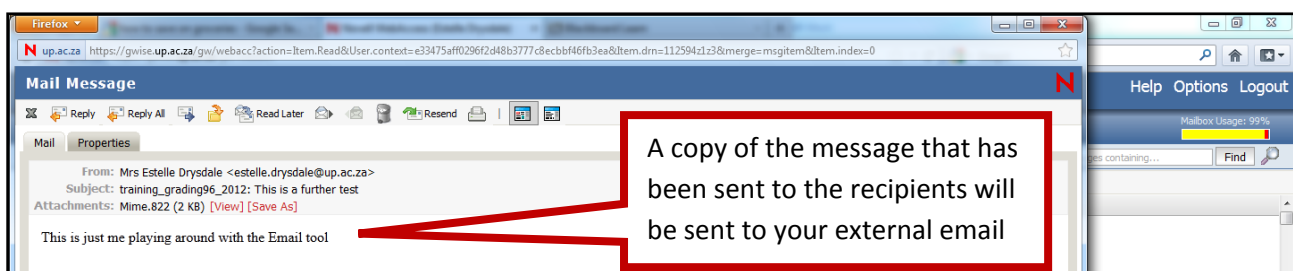 Firefox
up.ac.za https://gwise.up.ac.za/gw/webacc?action=Item.Read&User.context=e33475aff0296f2d48b3777c8ecbbf46fb3ea&Item.drn=112594z1z3&merge=msgitem&Item.index=0
Mail Message
N
Help Options Logout
Reply Reply All Read Later Resend
Mailbox Usage: 99%
Mail Properties
containing... Find
From: Mrs Estelle Drysdale <estelle.drysdale@up.ac.za>
Subject: training_grading96_2012: This is a further test
Attachments: Mime.822 (2 KB) [View] [Save As]
This is just me playing around with the Email tool
A copy of the message that has
been sent to the recipients will
be sent to your external email